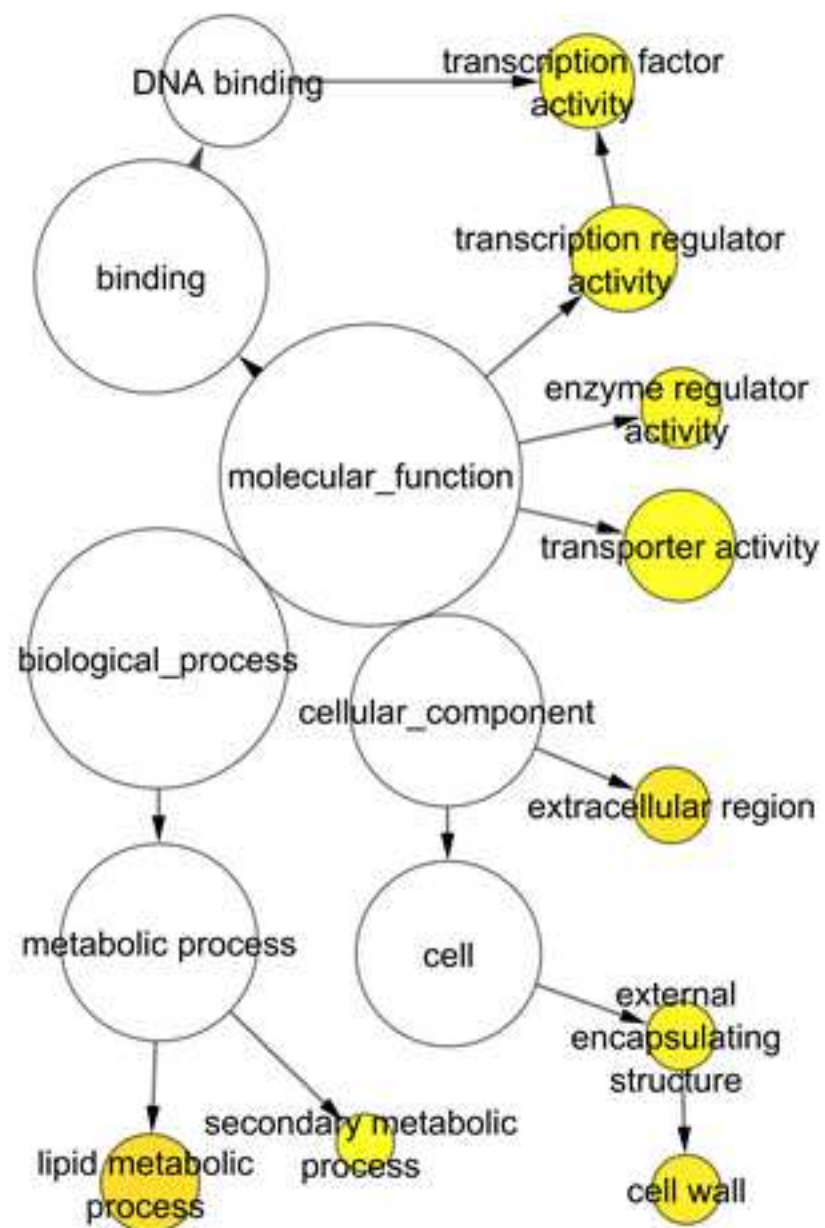 transcription factor
activity
DNA binding
transcription regulator
activity
binding
enzyme regulator
activity
molecular_function
transporter activity
biological_process
cellular_component
extracellular region
metabolic process
cell
external
encapsulating
structure
secondary metabolic
process
lipid metabolic
process
cell wall